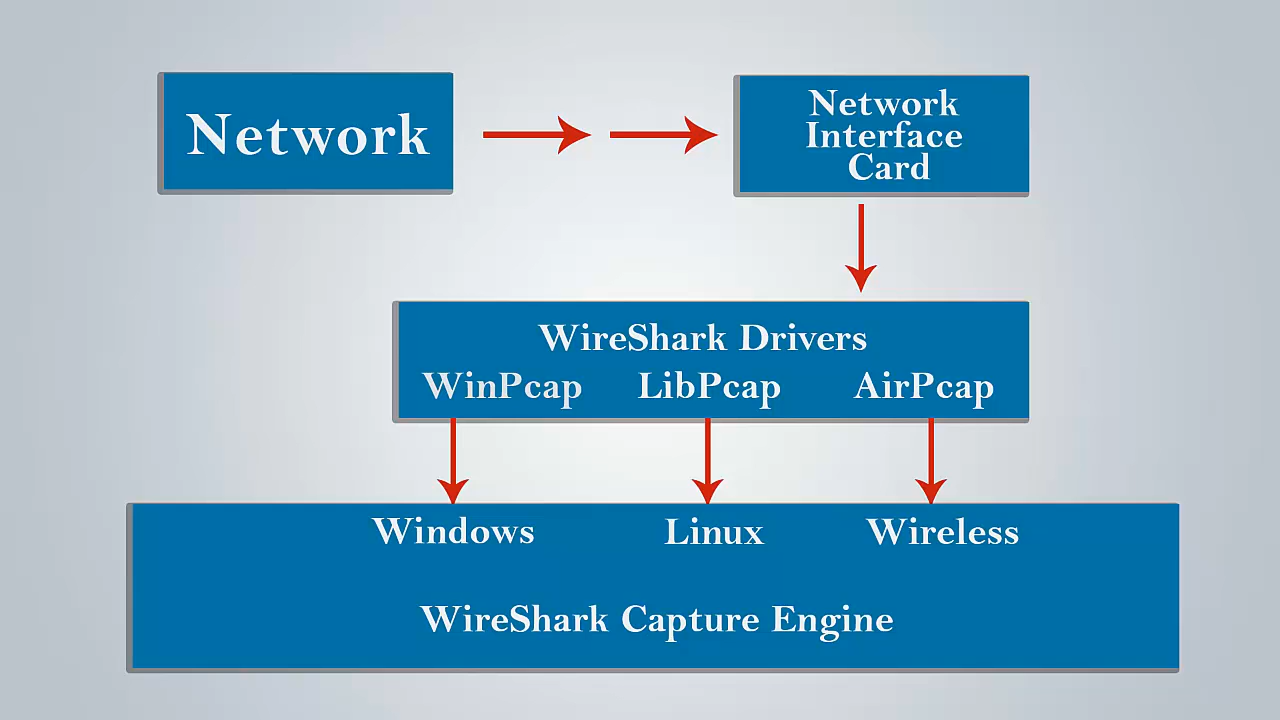 Network
Network
Interface
Card
WireShark Drivers
WinPcap LibPcap AirPcap
Windows Linux Wireless
WireShark Capture Engine